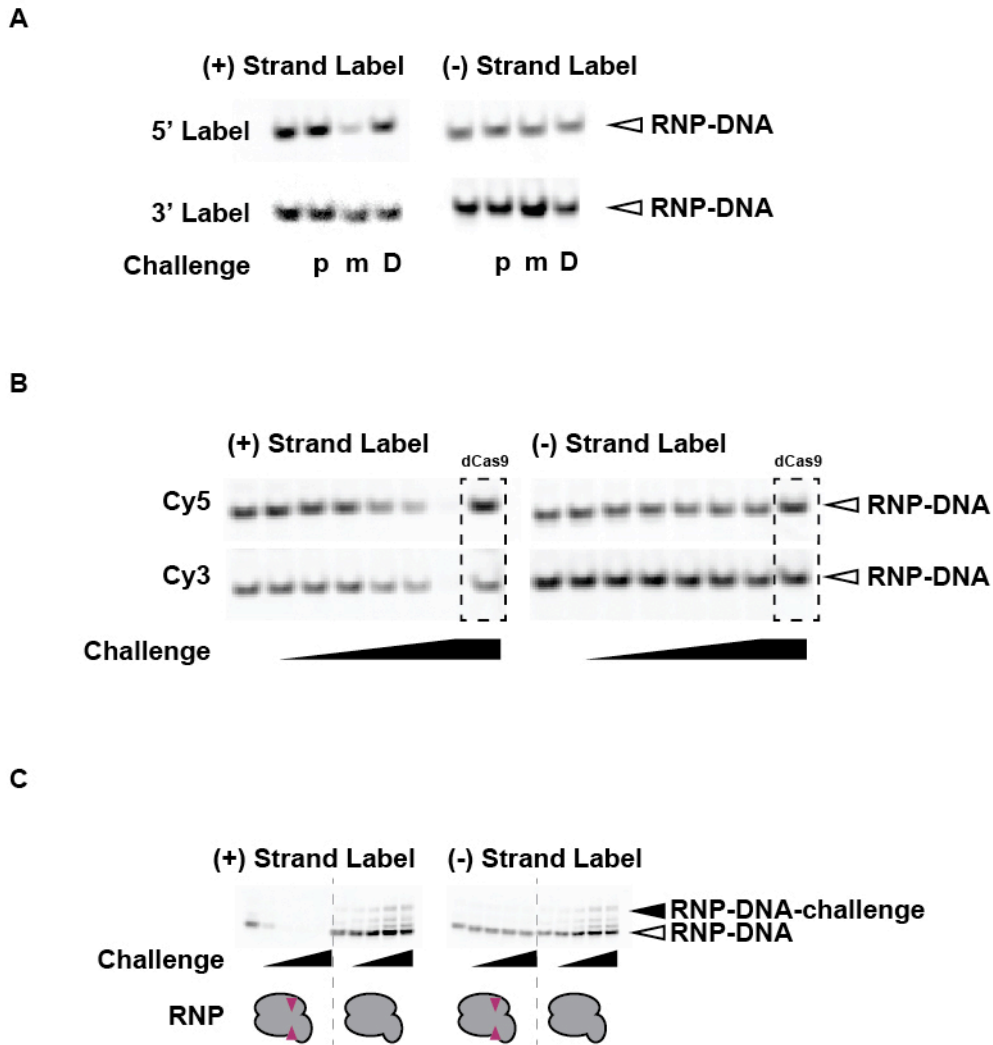 A
(+) Strand Label (-) Strand Label
5’ Label RNP-DNA
3’ Label RNP-DNA
Challenge p m D p m D
B
(+) Strand Label (-) Strand Label
dCas9 dCas9
Cy5 RNP-DNA
Cy3 RNP-DNA
Challenge
C
(+) Strand Label (-) Strand Label
RNP-DNA-challenge
RNP-DNA
Challenge
RNP